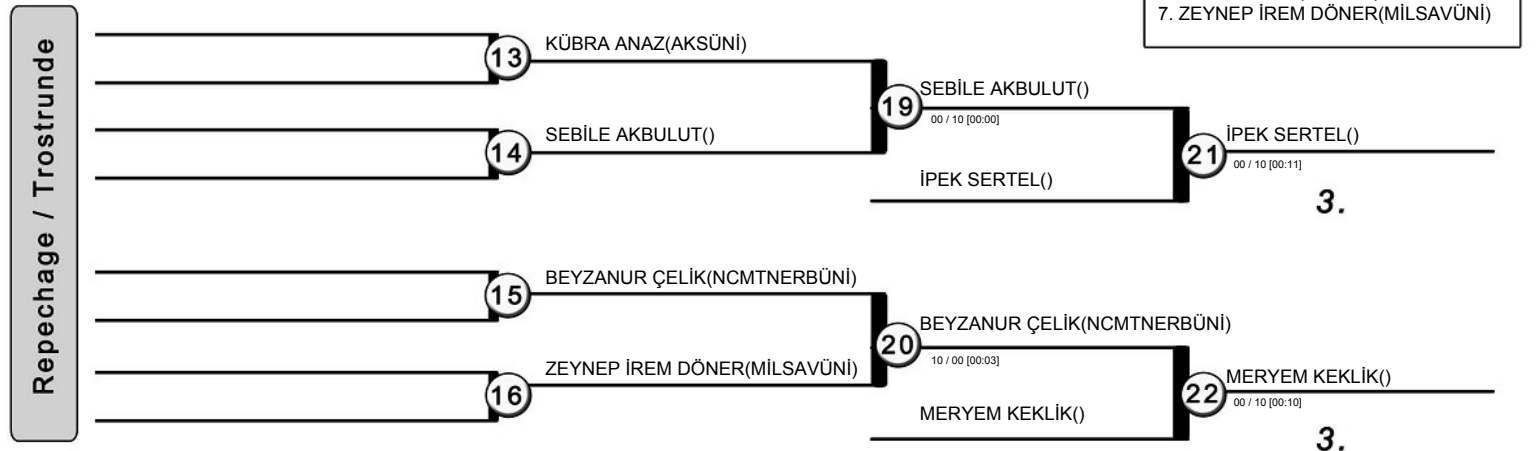 7. ZEYNEP İREM DÖNER(MİLSAVÜNİ)
Repechage / Trostrunde
13
KÜBRA ANAZ(AKSÜNİ)
14
SEBİLE AKBULUT()
19
SEBİLE AKBULUT()
00 / 10 [00:00]
İPEK SERTEL()
21
İPEK SERTEL()
00 / 10 [00:11]
3.
15
BEYZANUR ÇELİK(NCMTNERBÜNİ)
16
ZEYNEP İREM DÖNER(MİLSAVÜNİ)
20
BEYZANUR ÇELİK(NCMTNERBÜNİ)
10 / 00 [00:03]
MERYEM KEKLİK()
22
MERYEM KEKLİK()
00 / 10 [00:10]
3.